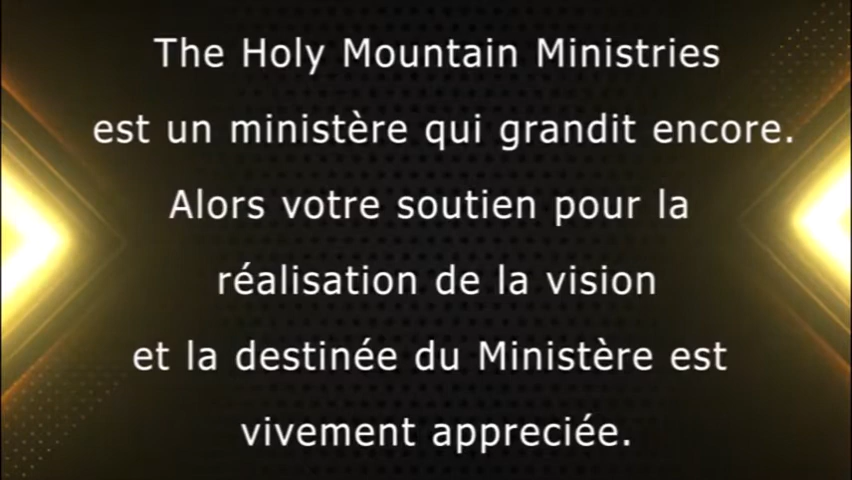 The Holy Mountain Ministries
est un ministère qui grandit encore.
Alors votre soutien pour la
réalisation de la vision
et la destinée du Ministère est
vivement appreciée.